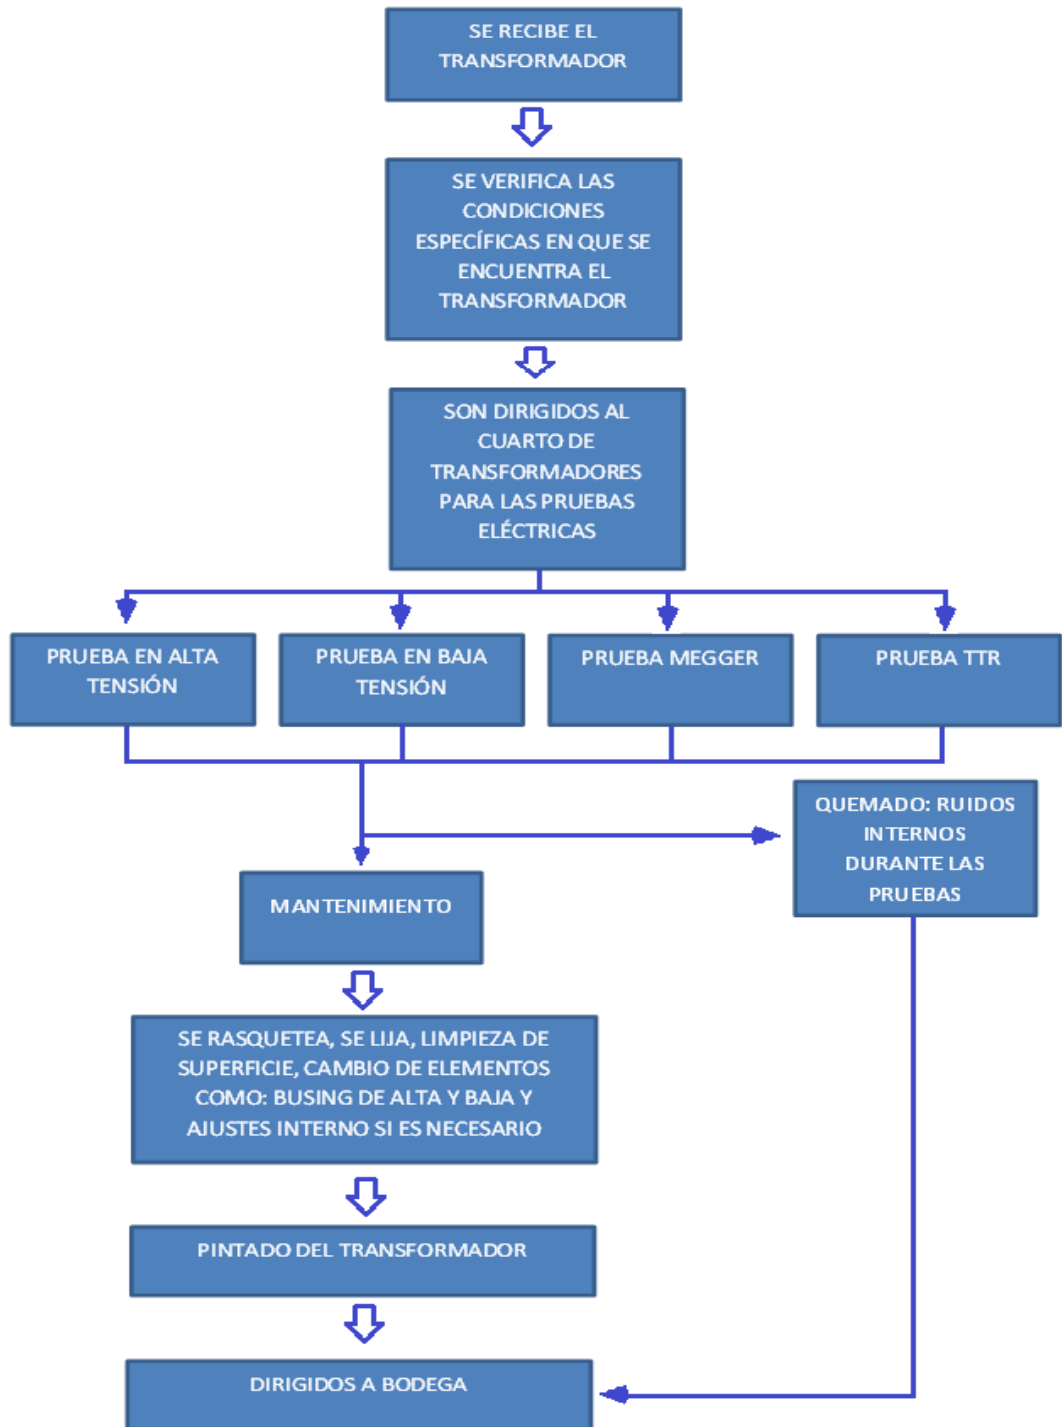 SE RECIBE EL
TRANSFORMADOR
SE VERIFICA LAS
CONDICIONES
ESPECÍFICAS EN QUE SE
ENCUENTRA EL
TRANSFORMADOR
SON DIRIGIDOS AL
CUARTO DE
TRANSFORMADORES
PARA LAS PRUEBAS
ELÉCTRICAS
PRUEBA EN ALTA
TENSIÓN
PRUEBA EN BAJA
TENSIÓN
PRUEBA MEGGER
PRUEBA TTR
QUEMADO: RUIDOS
INTERNOS
DURANTE LAS
PRUEBAS
MANTENIMIENTO
SE RASQUETEA, SE LIJA, LIMPIEZA DE
SUPERFICIE, CAMBIO DE ELEMENTOS
COMO: BUSING DE ALTA Y BAJA Y
AJUSTES INTERNO SI ES NECESARIO
PINTADO DEL TRANSFORMADOR
DIRIGIDOS A BODEGA